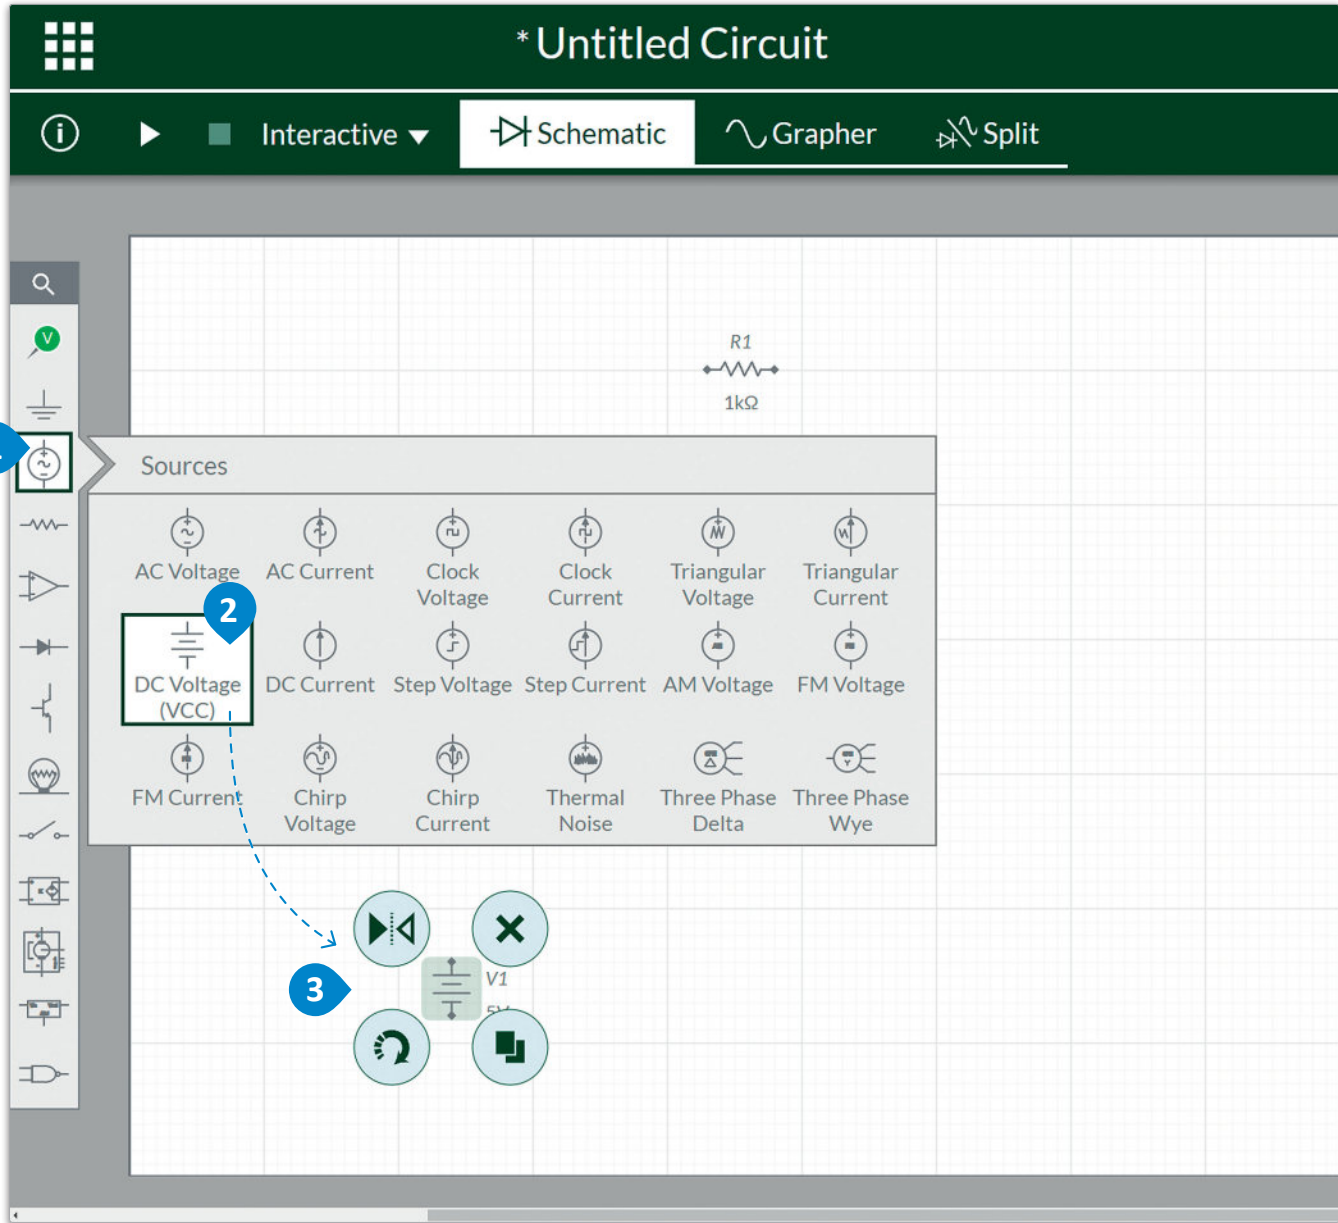 * Untitled Circuit
i Interactive Schematic Grapher Split
V
R1
1kΩ
Sources
AC Voltage
AC Current
Clock
Voltage
Clock
Current
Triangular
Voltage
Triangular
Current
2
DC Voltage
(VCC)
DC Current
Step Voltage
Step Current
AM Voltage
FM Voltage
FM Current
Chirp
Voltage
Chirp
Current
Thermal
Noise
Three Phase
Delta
Three Phase
Wye
3
V1
5V